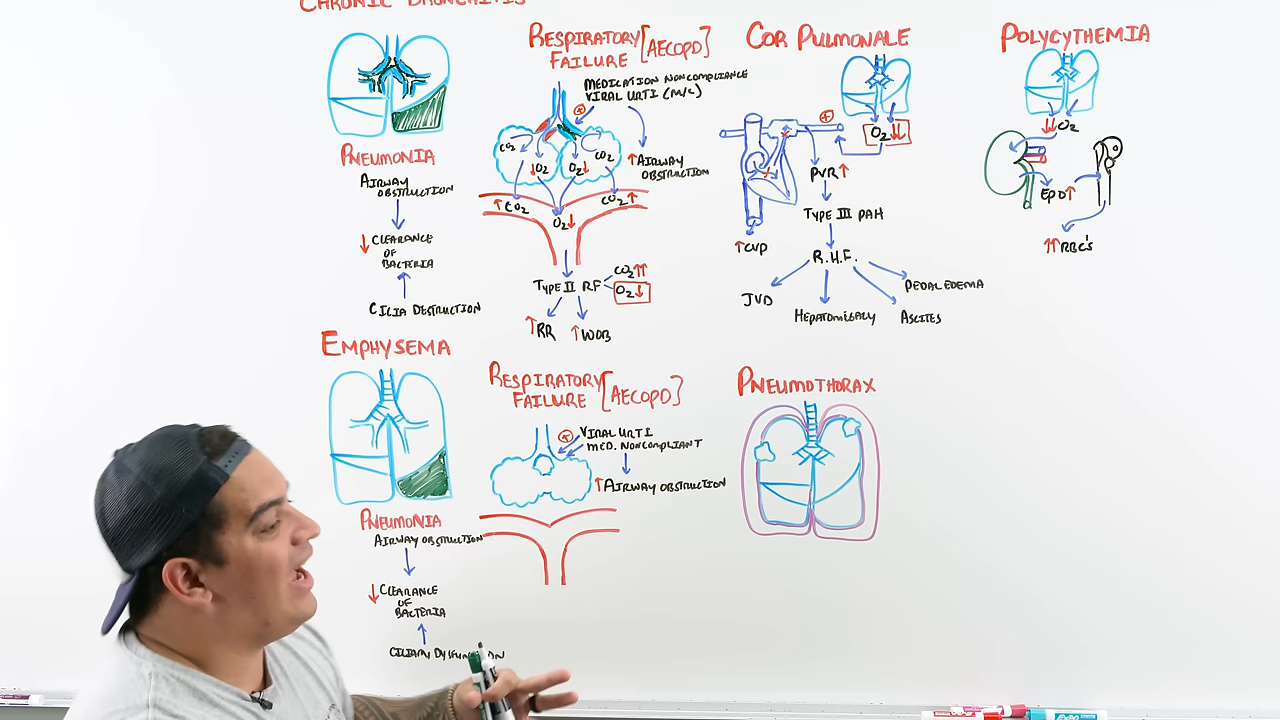 CHRONIC BRONCHITIS
PNEUMONIA
AIRWAY
OBSTRUCTION
↓ CLEARANCE
OF
BACTERIA
CILIA DESTRUCTION
RESPIRATORY
FAILURE [AECOPD]
MEDICATION NONCOMPLIANCE
VIRAL URTI (M/C)
+
CO2
CO2
↓O2
O2↓
↑ AIRWAY
OBSTRUCTION
↑CO2
CO2↑
O2↓
TYPE II RF
CO2↑↑
O2↓
↑RR
↑WOB
COR PULMONALE
+
O2↓↓
PVR↑
TYPE III PAH
↑CVP
R.H.F.
JVD
HEPATOMEGALY
ASCITES
PEDAL EDEMA
POLYCYTHEMIA
↓↓O2
EPO↑
↑↑RBC's
EMPHYSEMA
PNEUMONIA
AIRWAY OBSTRUCTION
↓ CLEARANCE
OF
BACTERIA
RESPIRATORY
FAILURE [AECOPD]
+
VIRAL URTI
MED. NONCOMPLIANT
↑ AIRWAY OBSTRUCTION
PNEUMOTHORAX